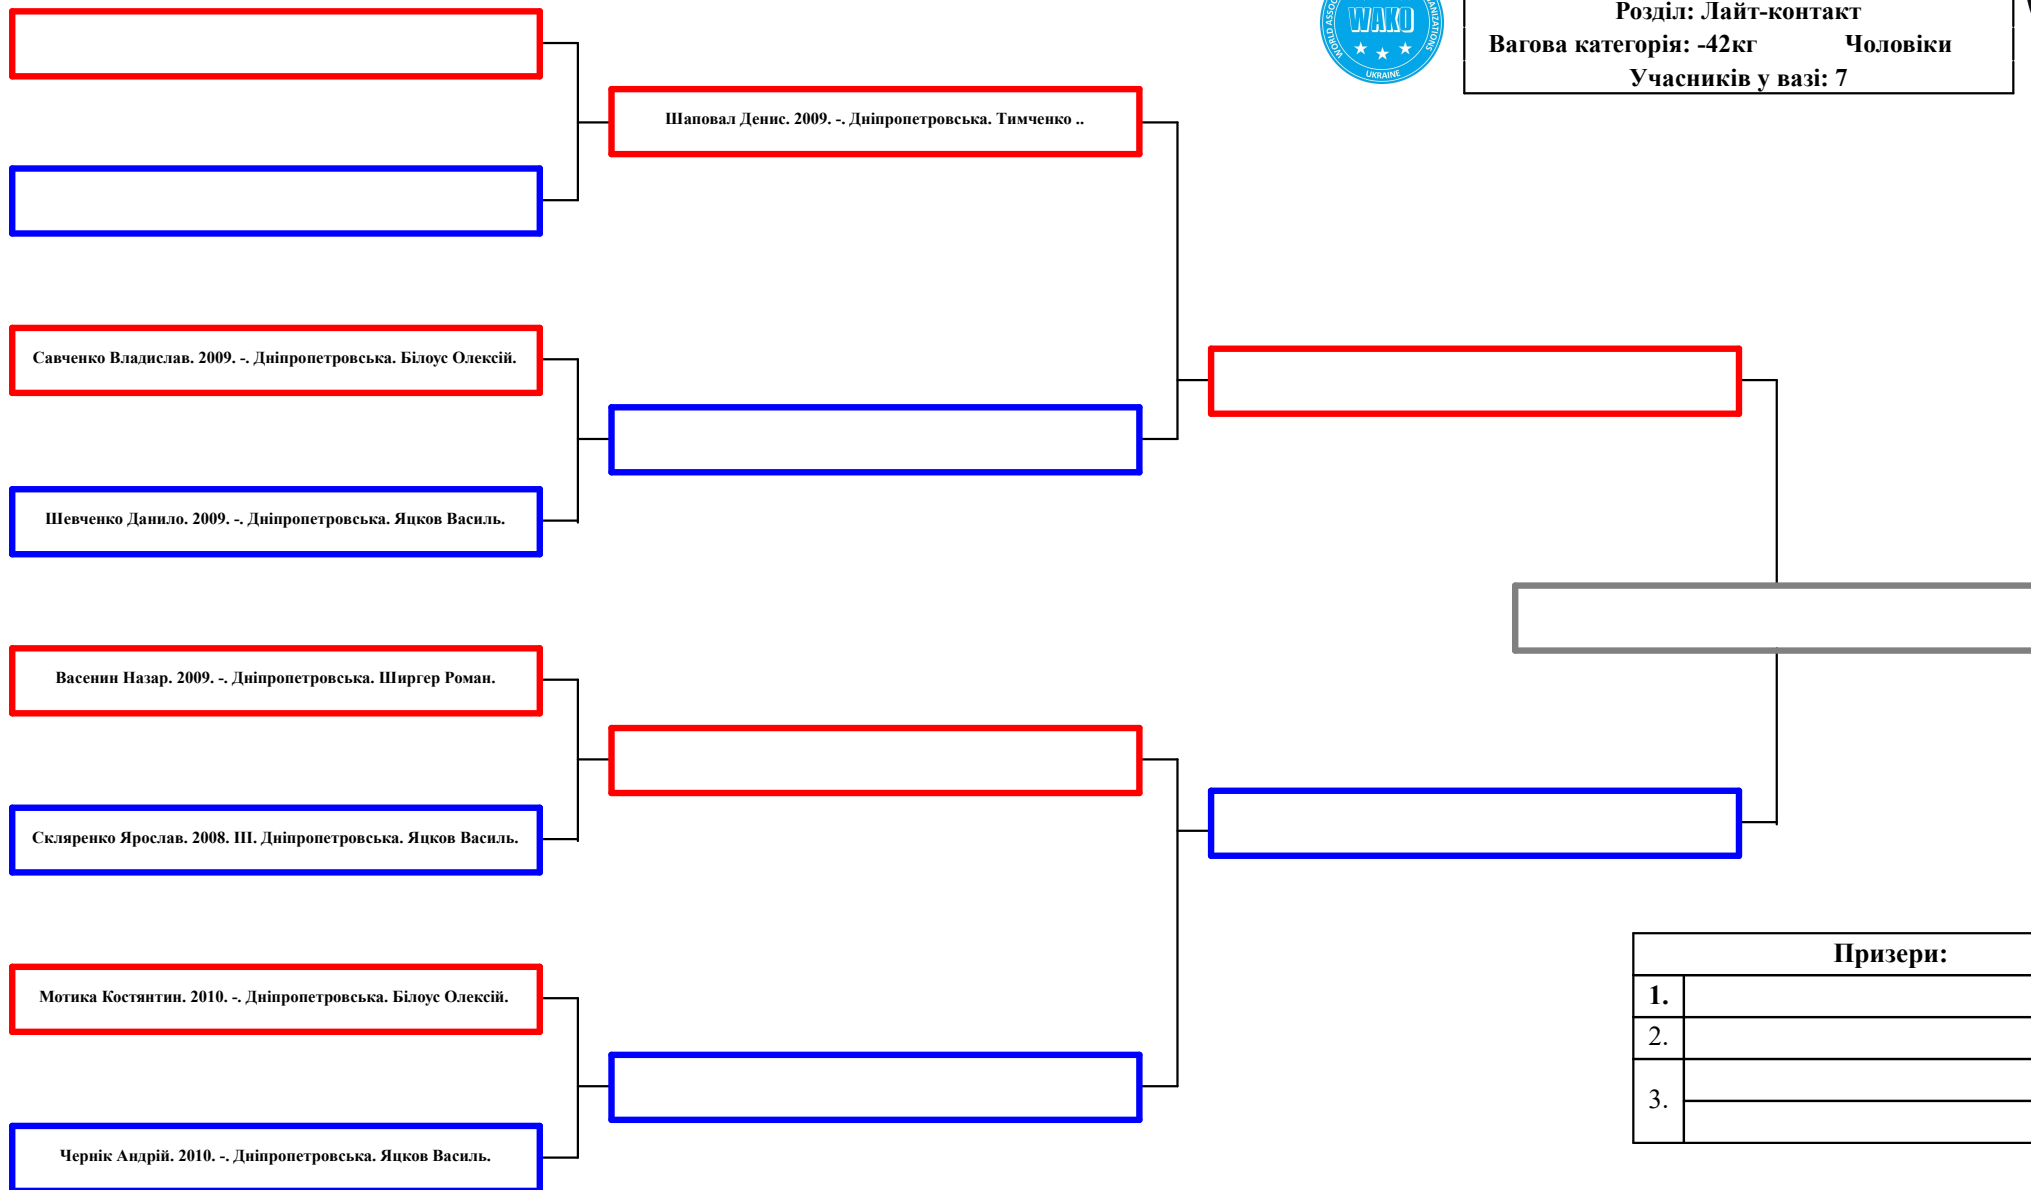 WORLD ASSOC
ANIZATIONS
WAKO
UKRAINE
Розділ: Лайт-контакт
Вагова категорія: -42кг Чоловіки
Учасників у вазі: 7
Шаповал Денис. 2009. -. Дніпропетровська. Тимченко ..
Савченко Владислав. 2009. -. Дніпропетровська. Білоус Олексій.
Шевченко Данило. 2009. -. Дніпропетровська. Яцков Василь.
Васенин Назар. 2009. -. Дніпропетровська. Ширгер Роман.
Скляренко Ярослав. 2008. III. Дніпропетровська. Яцков Василь.
Мотика Костянтин. 2010. -. Дніпропетровська. Білоус Олексій.
Чернік Андрій. 2010. -. Дніпропетровська. Яцков Василь.
Призери:
1.
2.
3.